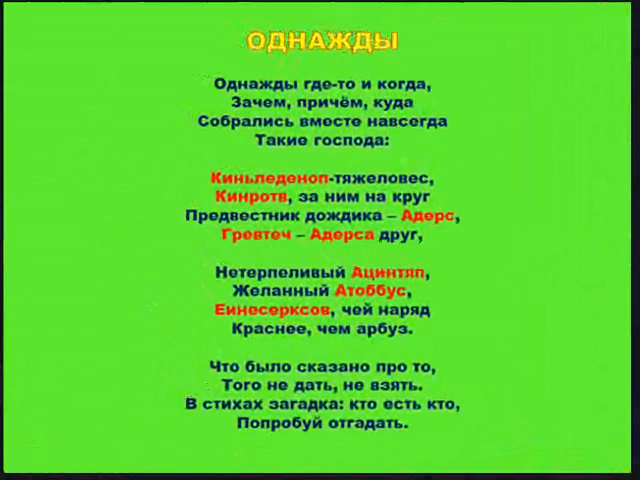 ОДНАЖДЫ
Однажды где-то и когда,
Зачем, причём, куда
Собрались вместе навсегда
Такие господа:
Киньледеноп-тяжеловес,
Кинротв, за ним на круг
Предвестник дождика – Адерс,
Гревтеч – Адерса друг,
Нетерпеливый Ацинтяп,
Желанный Атоббус,
Еинесерксов, чей наряд
Краснее, чем арбуз.
Что было сказано про то,
Того не дать, не взять.
В стихах загадка: кто есть кто,
Попробуй отгадать.